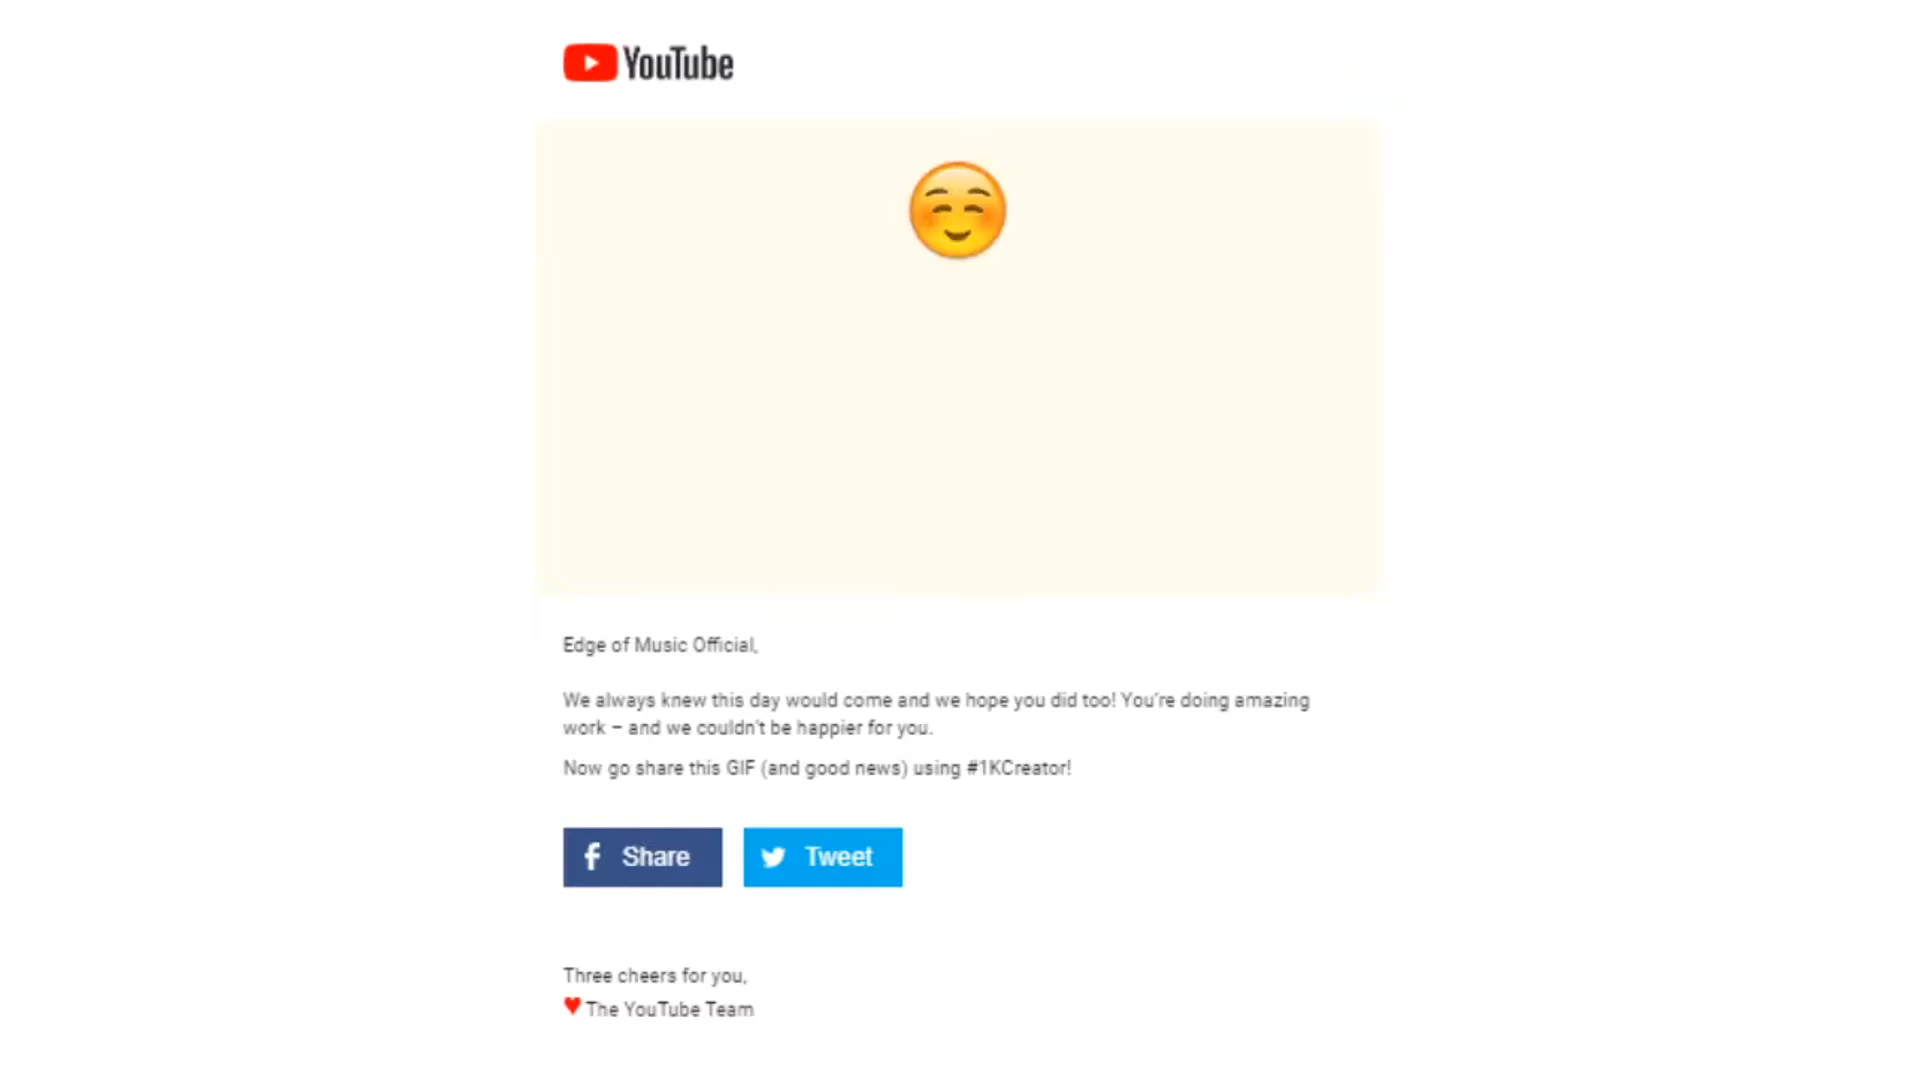 YouTube
Edge of Music Official,
We always knew this day would come and we hope you did too! You're doing amazing
work – and we couldn't be happier for you.
Now go share this GIF (and good news) using #1KCreator!
Share Tweet
Three cheers for you,
The YouTube Team